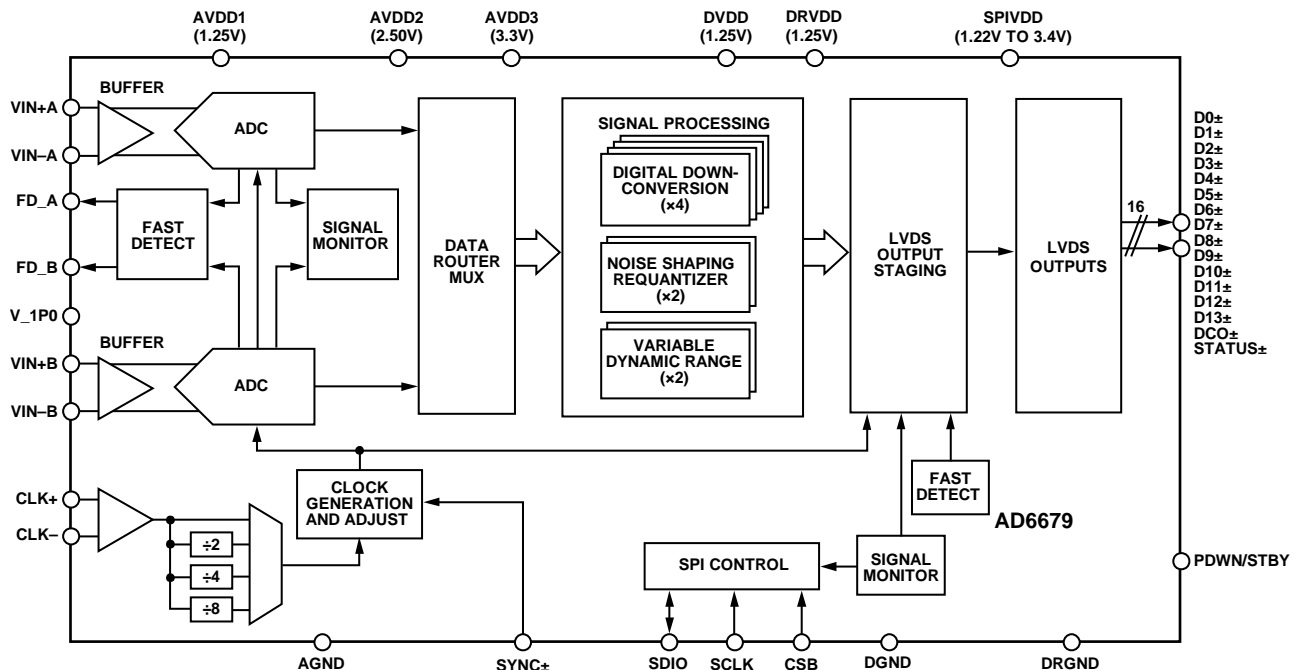 AVDD1
(1.25V)
AVDD2
(2.50V)
AVDD3
(3.3V)
DVDD
(1.25V)
DRVDD
(1.25V)
SPIVDD
(1.22V TO 3.4V)
BUFFER
VIN+A
VIN–A
ADC
FD_A
FD_B
FAST
DETECT
SIGNAL
MONITOR
V_1P0
BUFFER
VIN+B
VIN–B
ADC
DATA
ROUTER
MUX
SIGNAL PROCESSING
DIGITAL DOWN-
CONVERSION
(×4)
NOISE SHAPING
REQUANTIZER
(×2)
VARIABLE
DYNAMIC RANGE
(×2)
LVDS
OUTPUT
STAGING
LVDS
OUTPUTS
16
D0±
D1±
D2±
D3±
D4±
D5±
D6±
D7±
D8±
D9±
D10±
D11±
D12±
D13±
DCO±
STATUS±
CLK+
CLK–
÷2
÷4
÷8
CLOCK
GENERATION
AND ADJUST
FAST
DETECT
AD6679
SPI CONTROL
SIGNAL
MONITOR
PDWN/STBY
AGND
SYNC±
SDIO
SCLK
CSB
DGND
DRGND